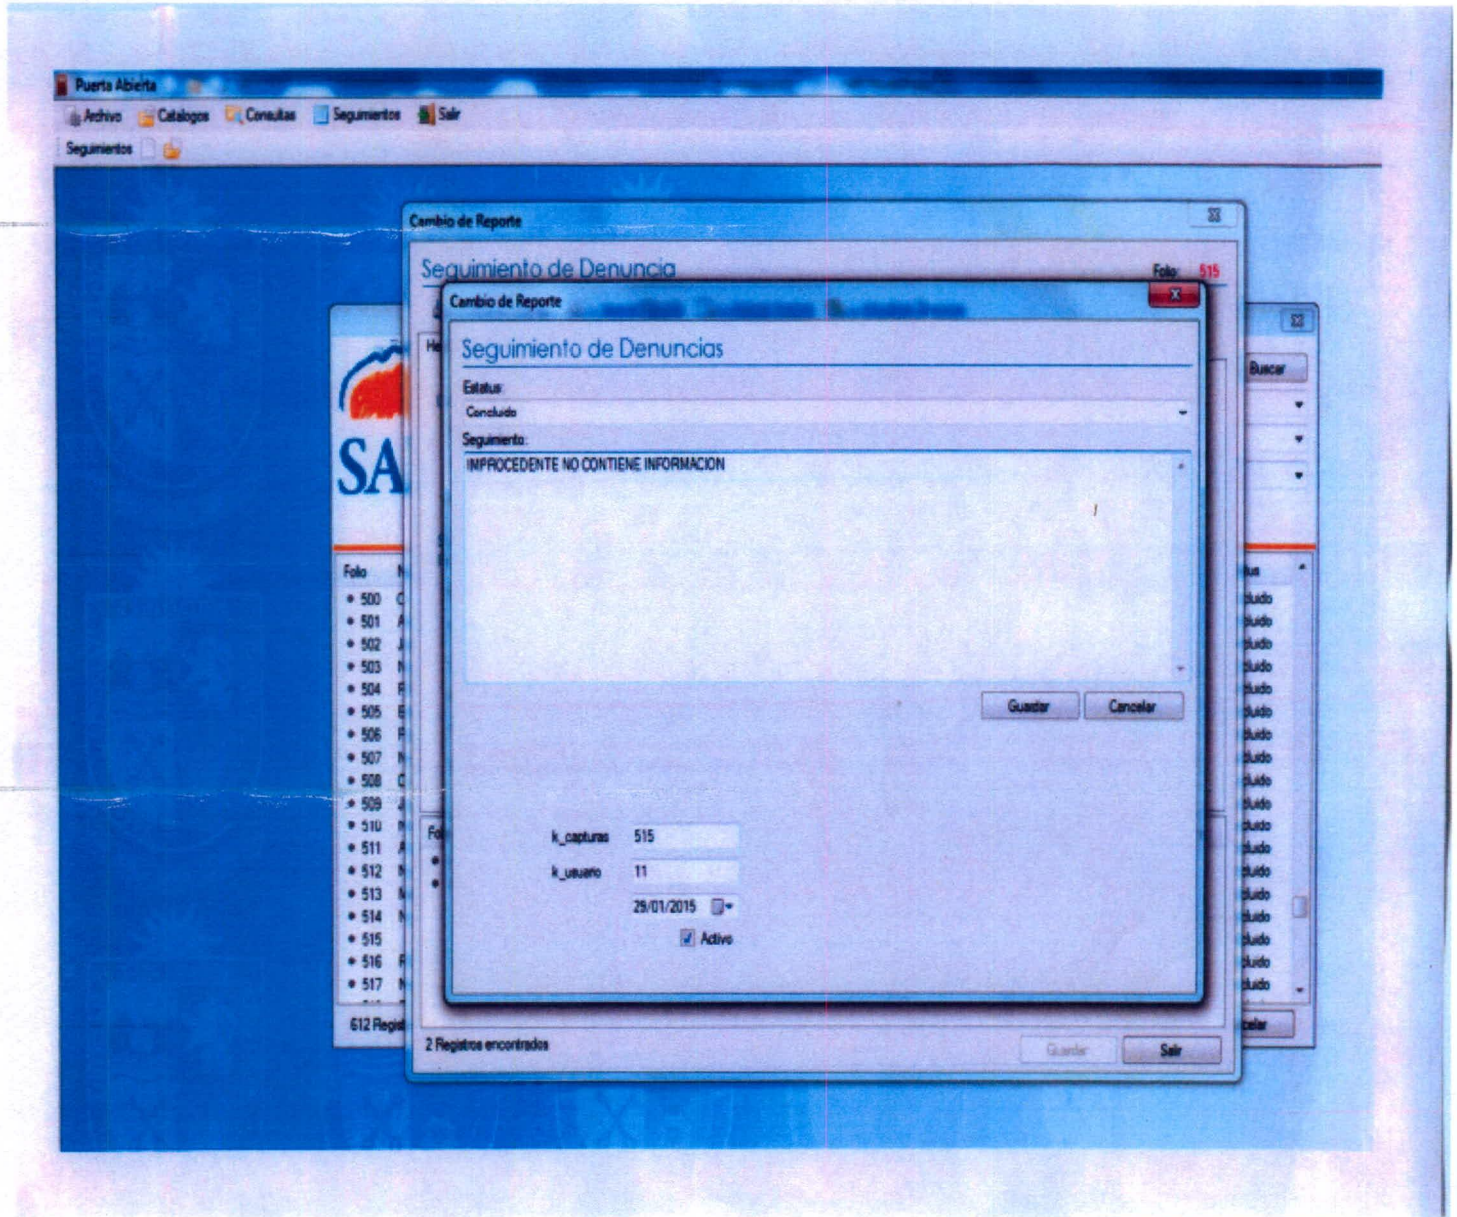 Puerta Abierta
Archivo Catalogos Consultas Seguimientos Salir
Seguimientos
Cambio de Reporte
Seguimiento de Denuncia
Folio: 515
Cambio de Reporte
Seguimiento de Denuncias
Estatus:
Concluido
Seguimiento:
IMPROCEDENTE NO CONTIENE INFORMACION
Guardar Cancelar
k_capturas 515
k_usuario 11
29/01/2015
Activo
Buscar
SA
Folio
500
501
502
503
504
505
506
507
508
509
510
511
512
513
514
515
516
517
612
2 Registros encontrados
Guardar Salir